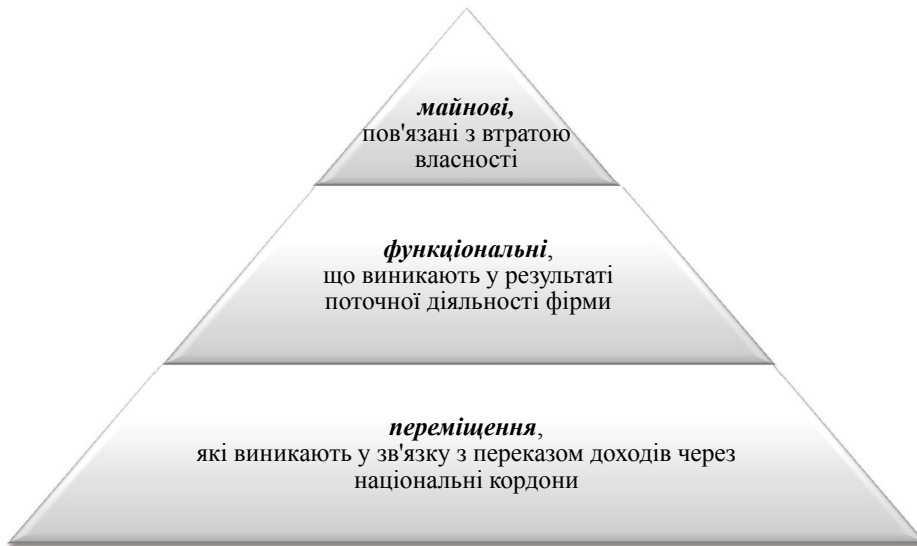 майнові,
пов'язані з втратою
власності
функціональні,
що виникають у результаті
поточної діяльності фірми
переміщення,
які виникають у зв'язку з переказом доходів через
національні кордони